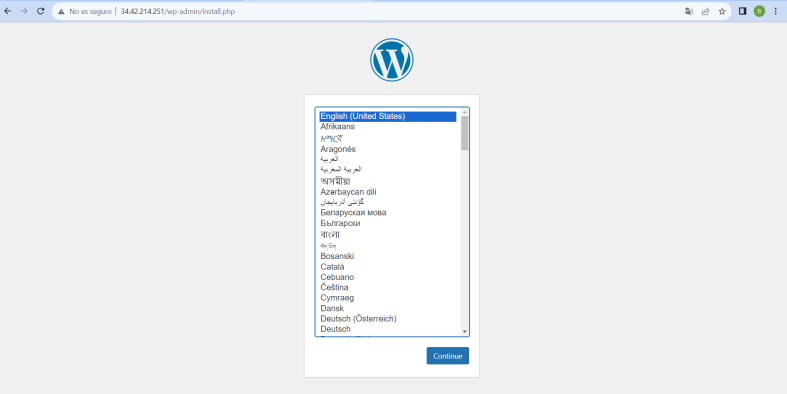 No es seguro 34.42.214.251/wp-admin/install.php
B
W
English (United States)
Afrikaans
አማርኛ
Aragonés
العربية
العربية المغربية
অসমীয়া
Azərbaycan dili
گؤنئی آذربایجان
Беларуская мова
Български
বাংলা
བོད་ཡིག
Bosanski
Català
Cebuano
Čeština
Cymraeg
Dansk
Deutsch (Österreich)
Deutsch
Continue